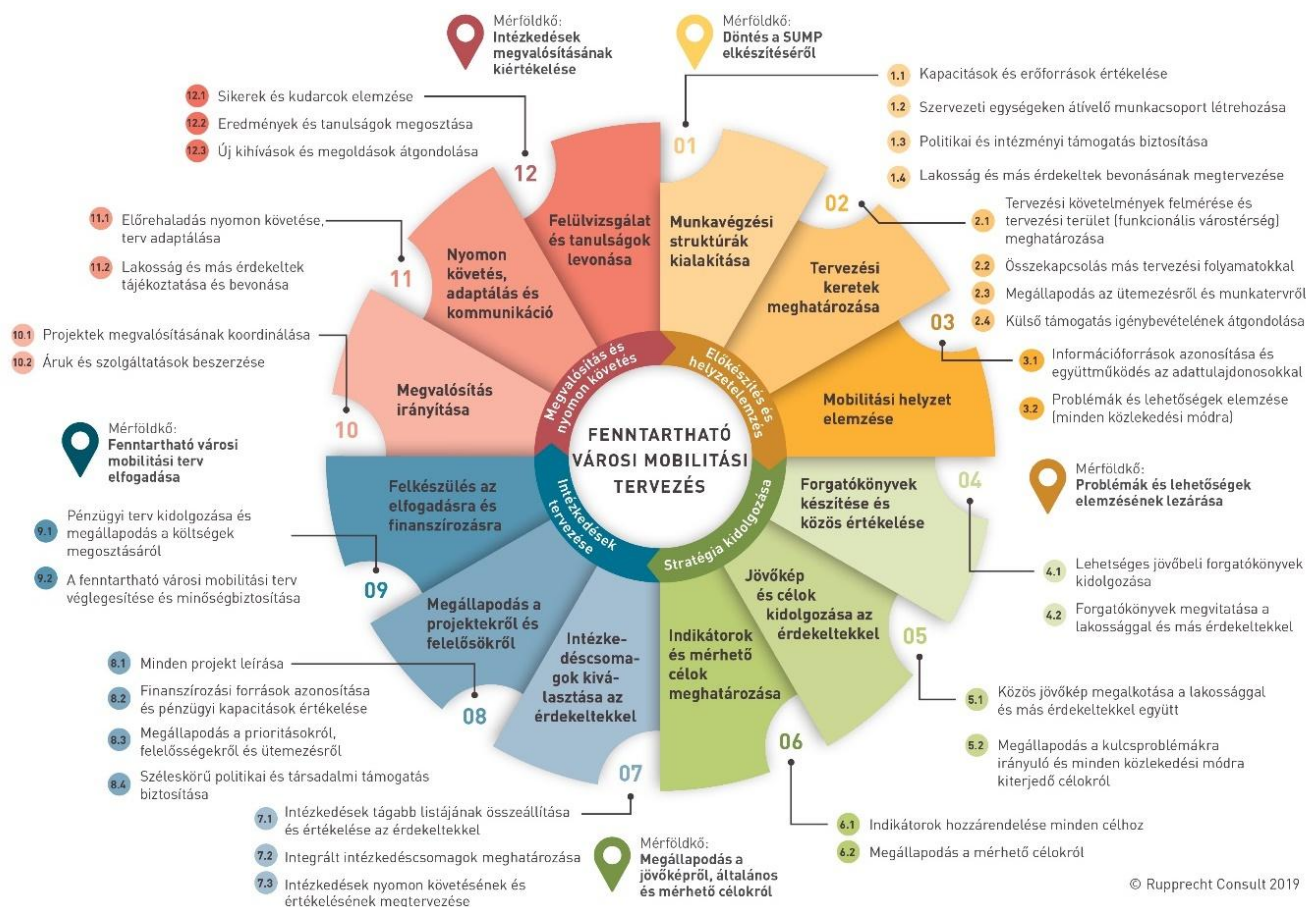 Mérföldkő:
Intézkedések
megvalósításának
kiértékelése
Mérföldkő:
Döntés a SUMP
elkészítéséről
01
Munkavégzési
struktúrák
kialakítása
1.1 Kapacitások és erőforrások értékelése
1.2 Szervezeti egységeken átívelő munkacsoport létrehozása
1.3 Politikai és intézményi támogatás biztosítása
1.4 Lakosság és más érdekeltek bevonásának megtervezése
02
Tervezési
keretek
meghatározása
2.1 Tervezési követelmények felmérése és
tervezési terület (funkcionális várostérség)
meghatározása
2.2 Összekapcsolás más tervezési folyamatokkal
2.3 Megállapodás az ütemezésről és munkatervről
2.4 Külső támogatás igénybevételének átgondolása
03
Mobilitási helyzet
elemzése
3.1 Információforrások azonosítása és
együttműködés az adattulajdonosokkal
3.2 Problémák és lehetőségek elemzése
(minden közlekedési módra)
Mérföldkő:
Problémák és lehetőségek
elemzésének lezárása
04
Forgatókönyvek
készítése és
közös értékelése
4.1 Lehetséges jövőbeli forgatókönyvek
kidolgozása
4.2 Forgatókönyvek megvitatása a
lakossággal és más érdekeltekkel
05
Jövőkép
és célok
kidolgozása az
érdekeltekkel
5.1 Közös jövőkép megalkotása a lakossággal
és más érdekeltekkel együtt
5.2 Megállapodás a kulcsproblémákra
irányuló és minden közlekedési módra
kiterjedő célokról
06
Indikátorok
és mérhető
célok
meghatározása
6.1 Indikátorok hozzárendelése minden célhoz
6.2 Megállapodás a mérhető célokról
Mérföldkő:
Megállapodás a
jövőképről, általános
és mérhető célokról
07
Intézke-
déscsoma-
gok kivá-
lasztása az
érdekeltekkel
7.1 Intézkedések tágabb listájának összeállítása
és értékelése az érdekeltekkel
7.2 Integrált intézkedéscsomagok meghatározása
7.3 Intézkedések nyomon követésének és
értékelésének megtervezése
08
Megállapodás a
projektekről és
felelősökről
8.1 Minden projekt leírása
8.2 Finanszírozási források azonosítása
és pénzügyi kapacitások értékelése
8.3 Megállapodás a prioritásokról,
felelősségekről és ütemezésről
8.4 Széleskörű politikai és társadalmi támogatás
biztosítása
09
Felkészülés az
elfogadásra és
finanszírozásra
9.1 Pénzügyi terv kidolgozása és
megállapodás a költségek
megosztásáról
9.2 A fenntartható városi mobilitási terv
véglegesítése és minőségbiztosítása
Mérföldkő:
Fenntartható városi
mobilitási terv
elfogadása
10
Megvalósítás
irányítása
10.1 Projektek megvalósításának koordinálása
10.2 Áruk és szolgáltatások beszerzése
11
Nyomon
követés,
adaptálás és
kommunikáció
11.1 Előrehaladás nyomon követése,
terv adaptálása
11.2 Lakosság és más érdekeltek
tájékoztatása és bevonása
12
Felülvizsgálat
és tanulságok
levonása
12.1 Sikerek és kudarcok elemzése
12.2 Eredmények és tanulságok megosztása
12.3 Új kihívások és megoldások átgondolása
Megvalósítás és
nyomon követés
Előkészítés és
helyzetelemzés
Stratégia kidolgozása
Intézkedések
tervezése
FENNTARTHATÓ
VÁROSI MOBILITÁSI
TERVEZÉS
© Rupprecht Consult 2019